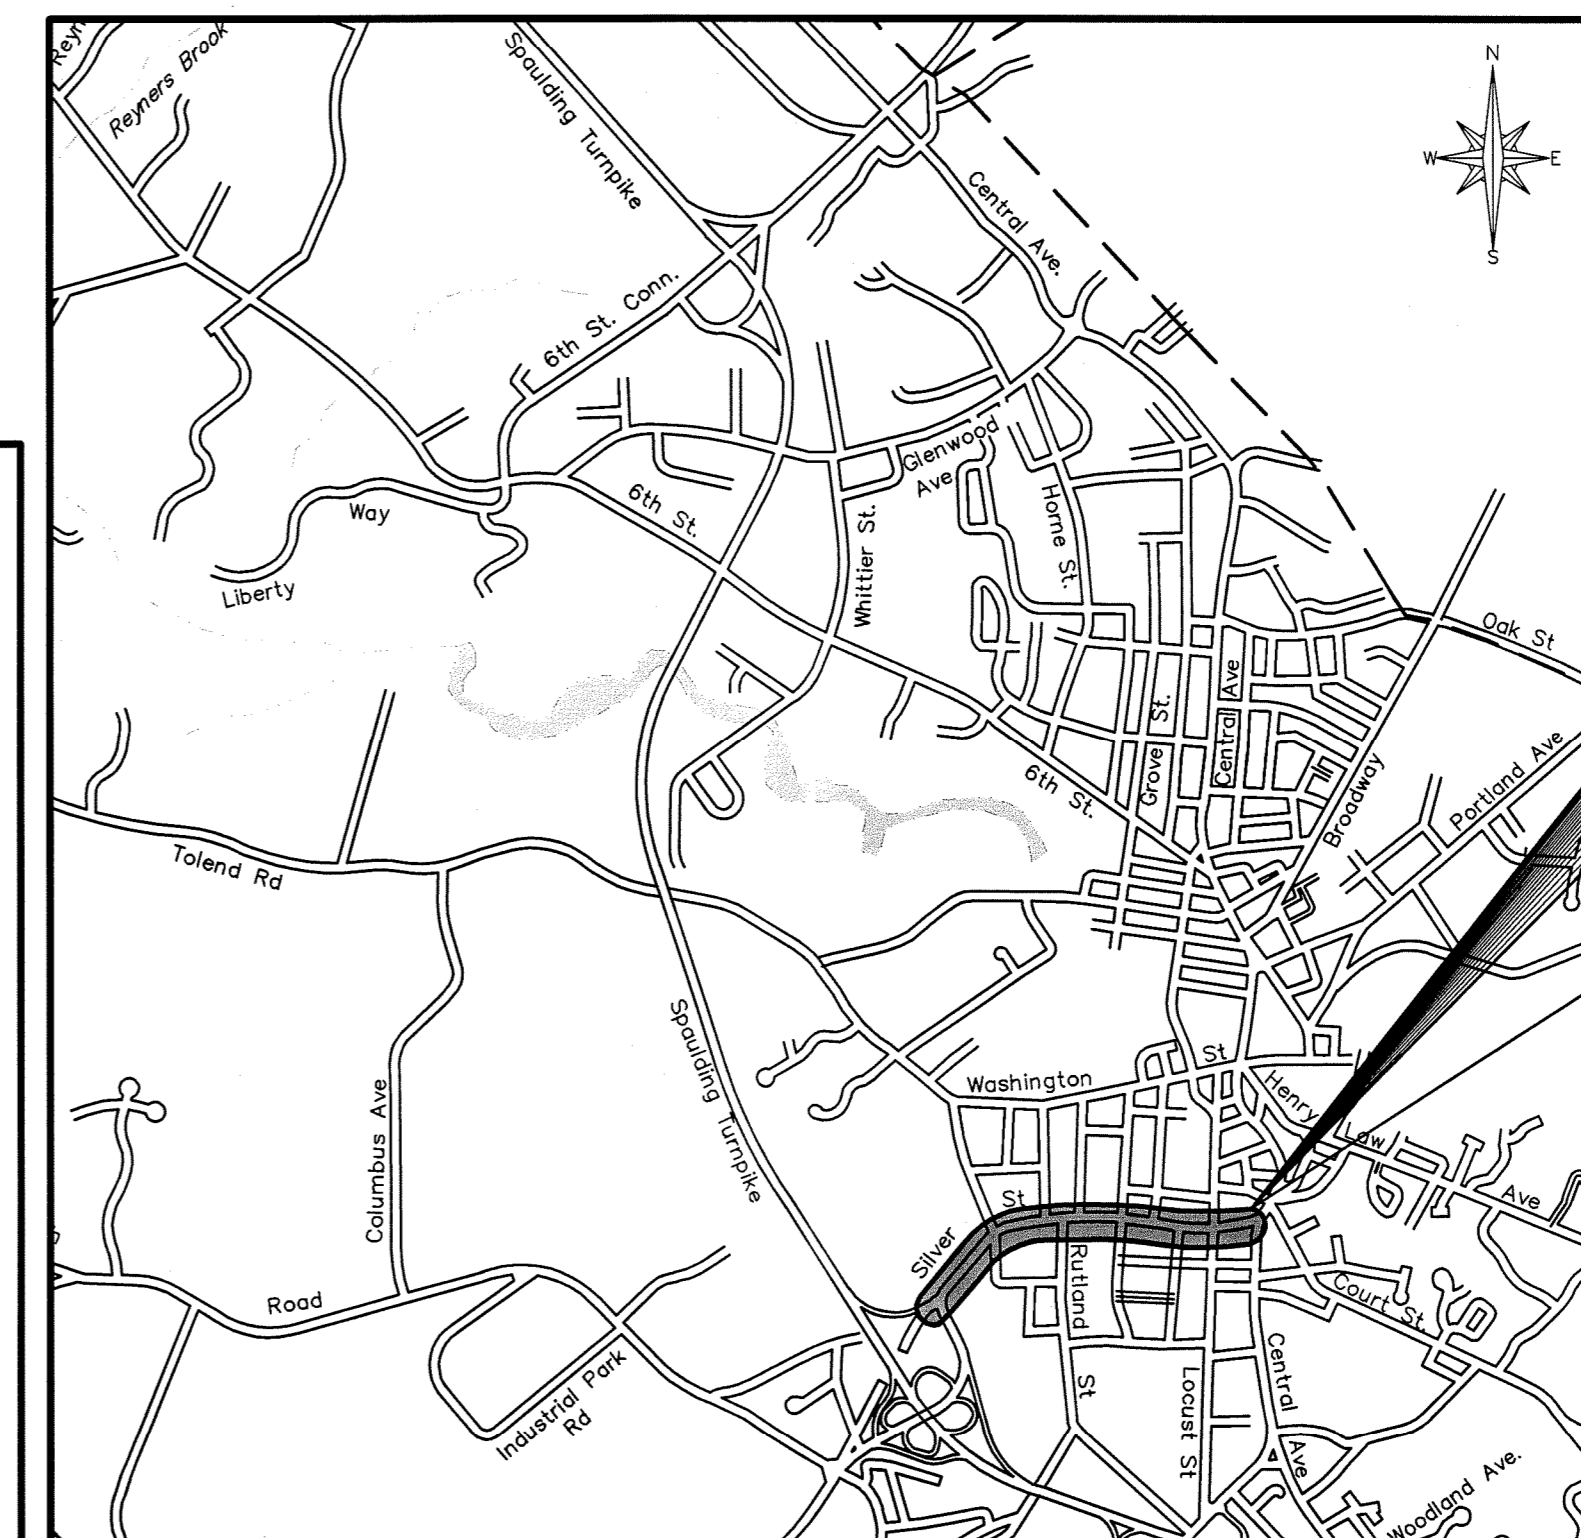 Reyn
Reyners Brook
Spaulding Turnpike
N
W
E
S
Central Ave.
6th St. Conn.
Glenwood
Ave
Way
6th St.
Horne St.
Whittier St.
Liberty
Oak St
Central Ave
Grove St.
6th St.
Broadway
Portland Ave
Tolend Rd
Spaulding Turnpike
Washington
St
Henry
Law
Ave
Columbus Ave
St
Silver
Rutland
St
Court St.
Road
Industrial Park
Rd
Locust St
Central
Ave
Woodland Ave.